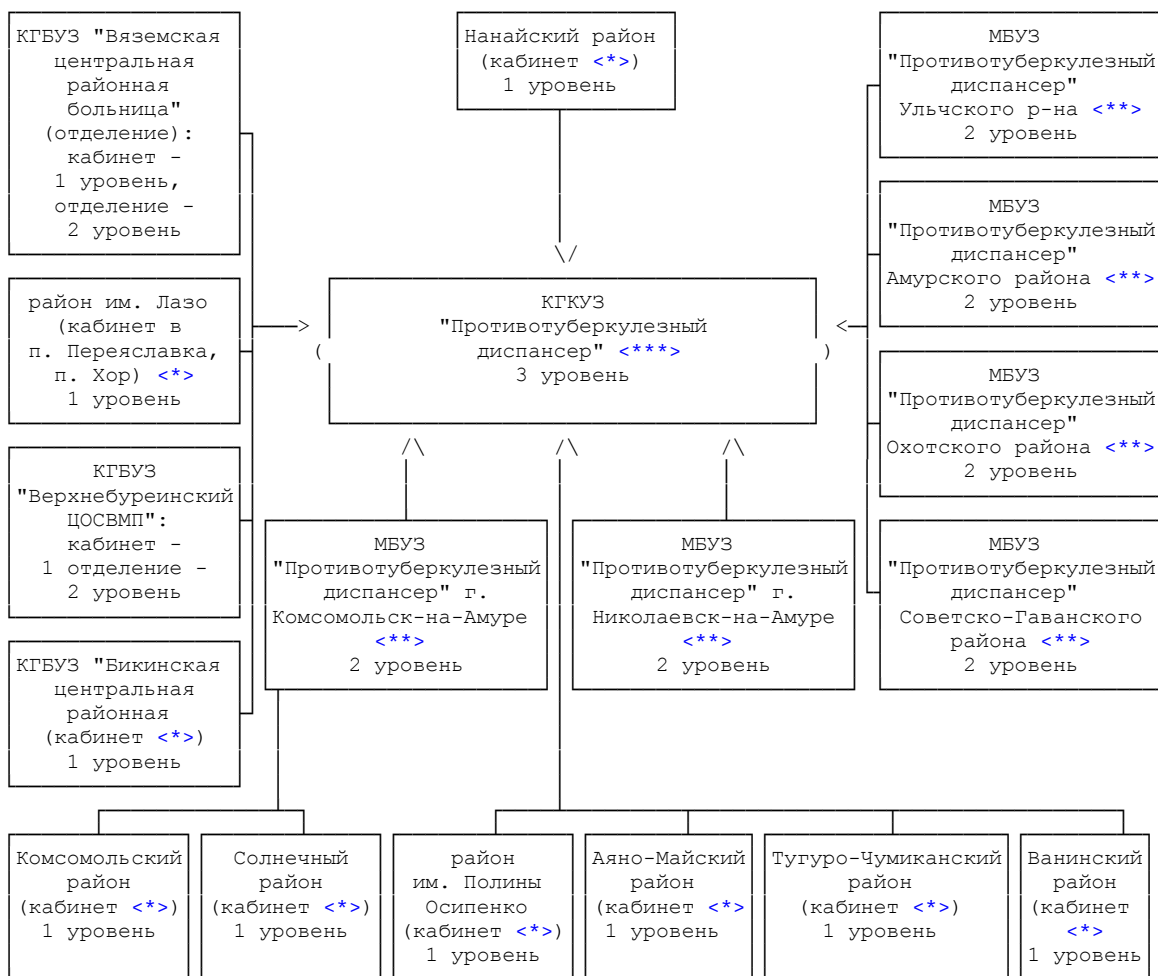 КГБУЗ "Вяземская
центральная
районная
больница"
(отделение):
кабинет -
1 уровень,
отделение -
2 уровень
Нанайский район
(кабинет <*>)
1 уровень
МБУЗ
"Противотуберкулезный
диспансер"
Ульчского р-на <**>
2 уровень
МБУЗ
"Противотуберкулезный
диспансер"
Амурского района <**>
2 уровень
район им. Лазо
(кабинет в
п. Переяславка,
п. Хор) <*>
1 уровень
КГКУЗ
"Противотуберкулезный
( диспансер" <***> )
3 уровень
МБУЗ
"Противотуберкулезный
диспансер"
Охотского района <**>
2 уровень
КГБУЗ
"Верхнебуреинский
ЦОСВМП":
кабинет -
1 отделение -
2 уровень
МБУЗ
"Противотуберкулезный
диспансер" г.
Комсомольск-на-Амуре
<**>
2 уровень
МБУЗ
"Противотуберкулезный
диспансер" г.
Николаевск-на-Амуре
<**>
2 уровень
МБУЗ
"Противотуберкулезный
диспансер"
Советско-Гаванского
района <**>
2 уровень
КГБУЗ "Бикинская
центральная
районная
(кабинет <*>)
1 уровень
Комсомольский
район
(кабинет <*>)
1 уровень
Солнечный
район
(кабинет <*>)
1 уровень
район
им. Полины
Осипенко
(кабинет <*>)
1 уровень
Аяно-Майский
район
(кабинет <*>
1 уровень
Тугуро-Чумиканский
район
(кабинет <*>)
1 уровень
Ванинский
район
(кабинет
<*>
1 уровень